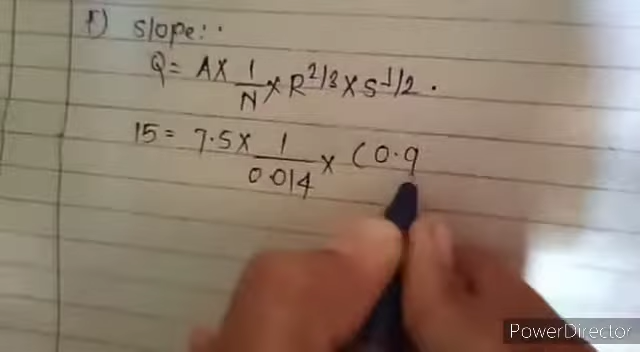 f) Slope:-
Q = A × 1/N × R^2/3 × S^1/2 .
15 = 7.5 × 1/0.014 × (0.9
PowerDirector